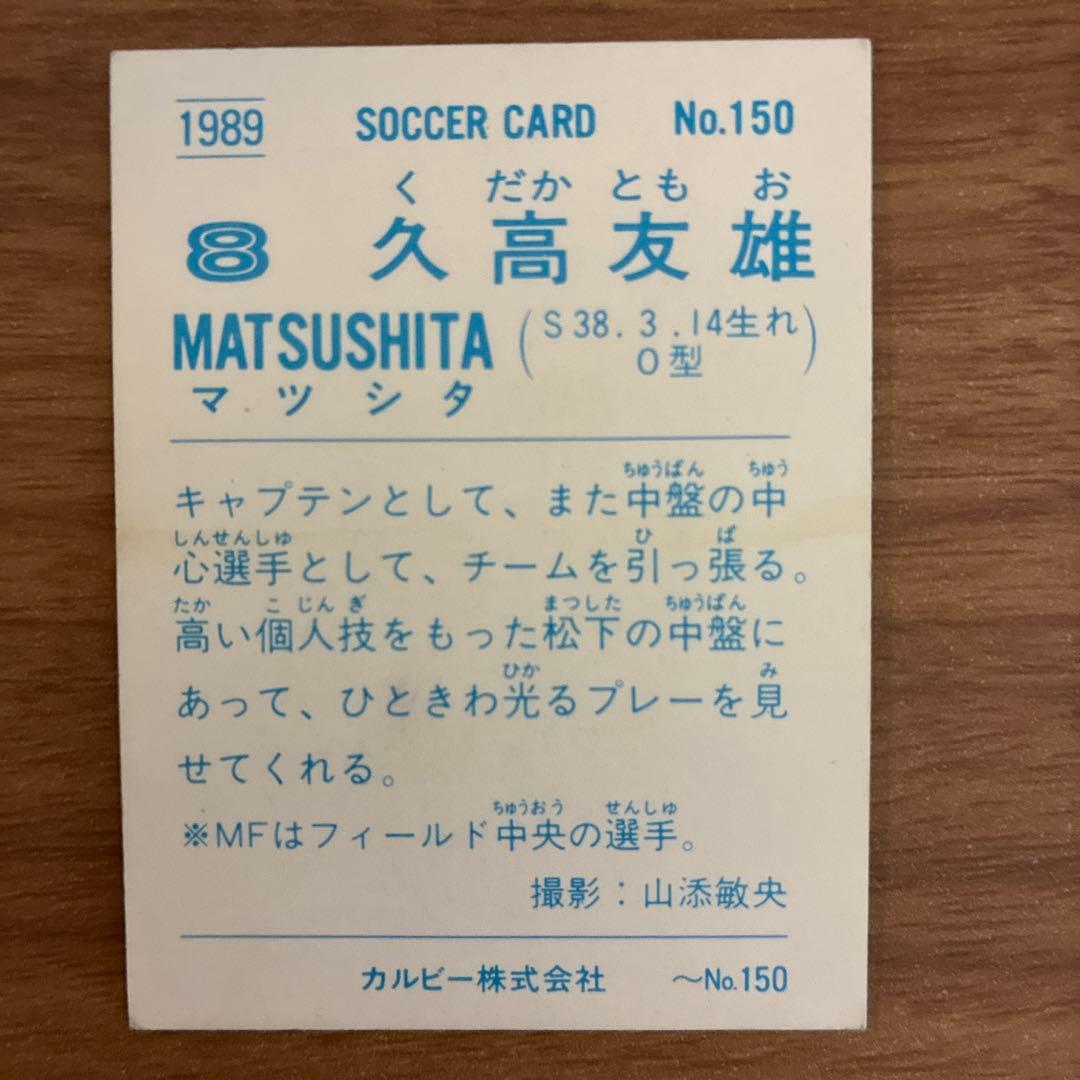 1989 SOCCER CARD No.150
く だか とも お
8 久高友雄
MATSUSHITA (S38.3.14生れ
マツシタ O型)
ちゅうばん ちゅう
キャプテンとして、また中盤の中
しんせんしゅ ひ ば
心選手として、チームを引っ張る。
たか こ じん ぎ まつした ちゅうばん
高い個人技をもった松下の中盤に
ひか み
あって、ひときわ光るプレーを見
せてくれる。
ちゅうおう せんしゅ
※MFはフィールド中央の選手。
撮影：山添敏央
カルビー株式会社 〜No.150